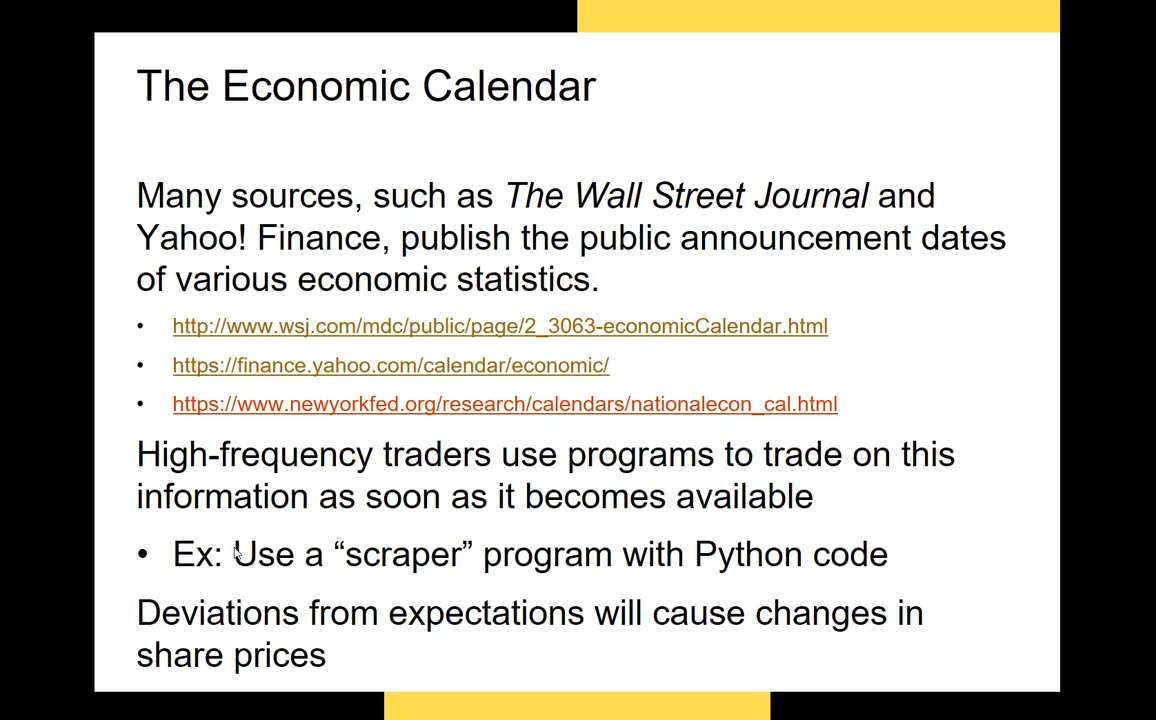 The Economic Calendar
Many sources, such as The Wall Street Journal and
Yahoo! Finance, publish the public announcement dates
of various economic statistics.
• http://www.wsj.com/mdc/public/page/2_3063-economicCalendar.html
• https://finance.yahoo.com/calendar/economic/
• https://www.newyorkfed.org/research/calendars/nationalecon_cal.html
High-frequency traders use programs to trade on this
information as soon as it becomes available
• Ex: Use a “scraper” program with Python code
Deviations from expectations will cause changes in
share prices